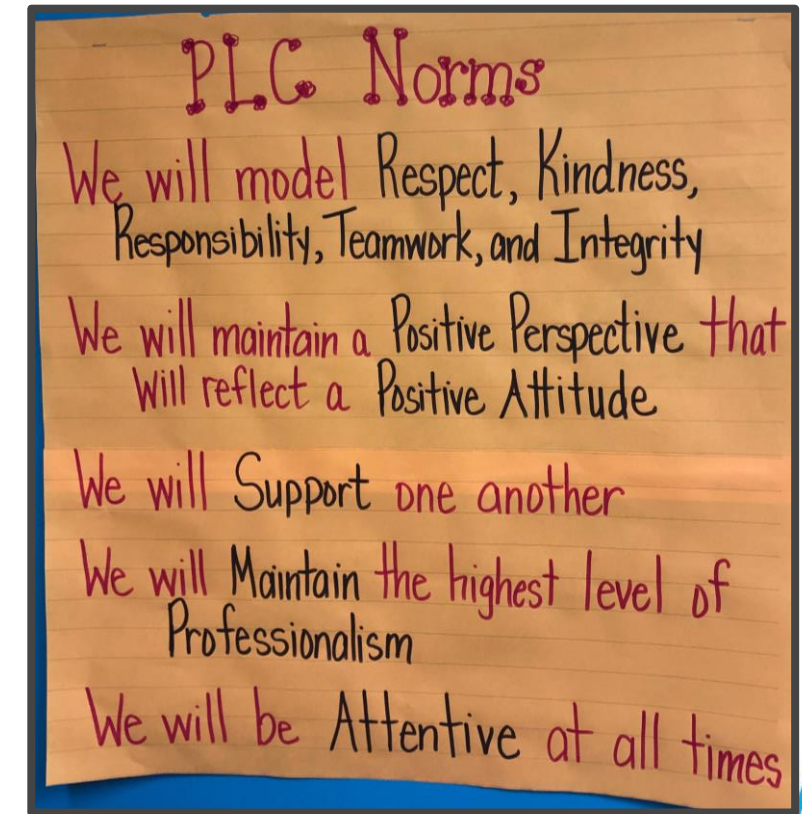 PLC Norms
We will model Respect, Kindness,
Responsibility, Teamwork, and Integrity
We will maintain a Positive Perspective that
Will reflect a Positive Attitude
We will Support one another
We will Maintain the highest level of
Professionalism
We will be Attentive at all times